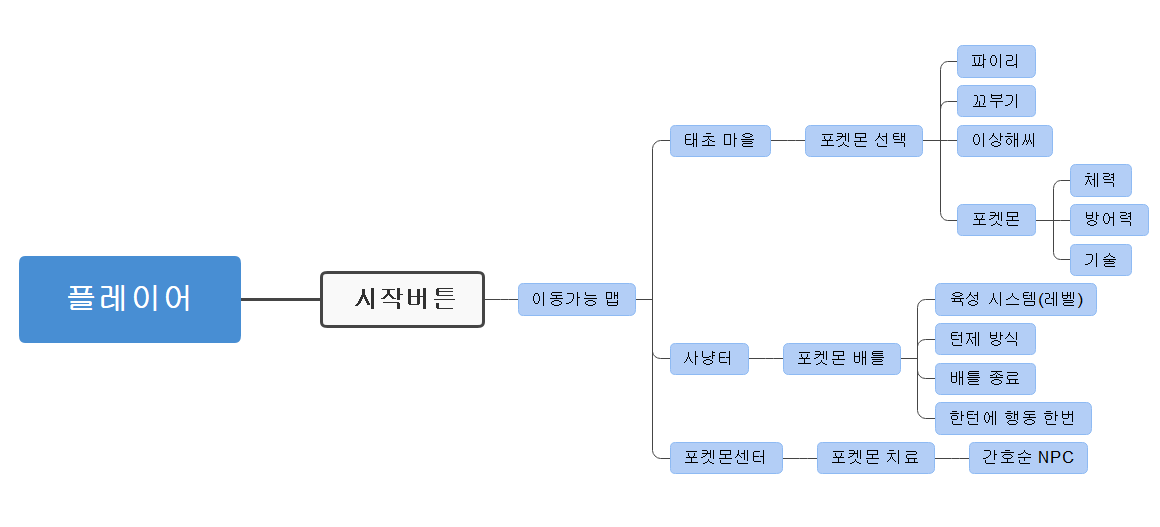 플레이어
시작버튼
이동가능 맵
태초 마을
포켓몬 선택
파이리
꼬부기
이상해씨
포켓몬
체력
방어력
기술
사냥터
포켓몬 배틀
육성 시스템(레벨)
턴제 방식
배틀 종료
한턴에 행동 한번
포켓몬센터
포켓몬 치료
간호순 NPC